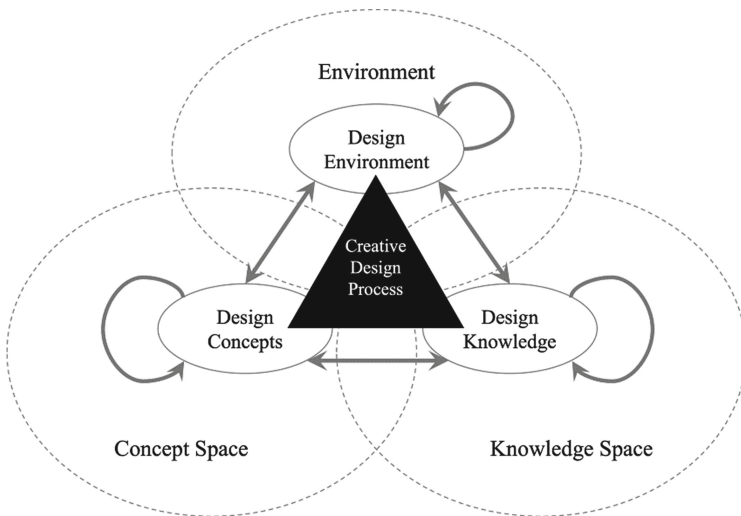 Environment
Design
Environment
Creative
Design
Process
Design
Concepts
Design
Knowledge
Concept Space
Knowledge Space